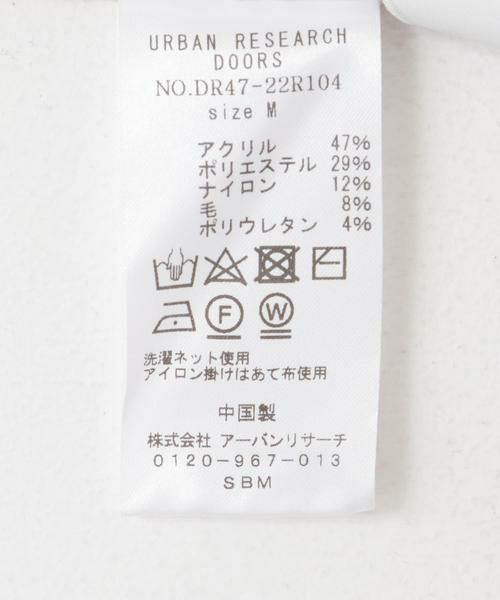 URBAN RESEARCH
DOORS
NO.DR47-22R104
size M
アクリル 47%
ポリエステル 29%
ナイロン 12%
毛 8%
ポリウレタン 4%
F W
洗濯ネット使用
アイロン掛けはあて布使用
中国製
株式会社 アーバンリサーチ
0120-967-013
SBM